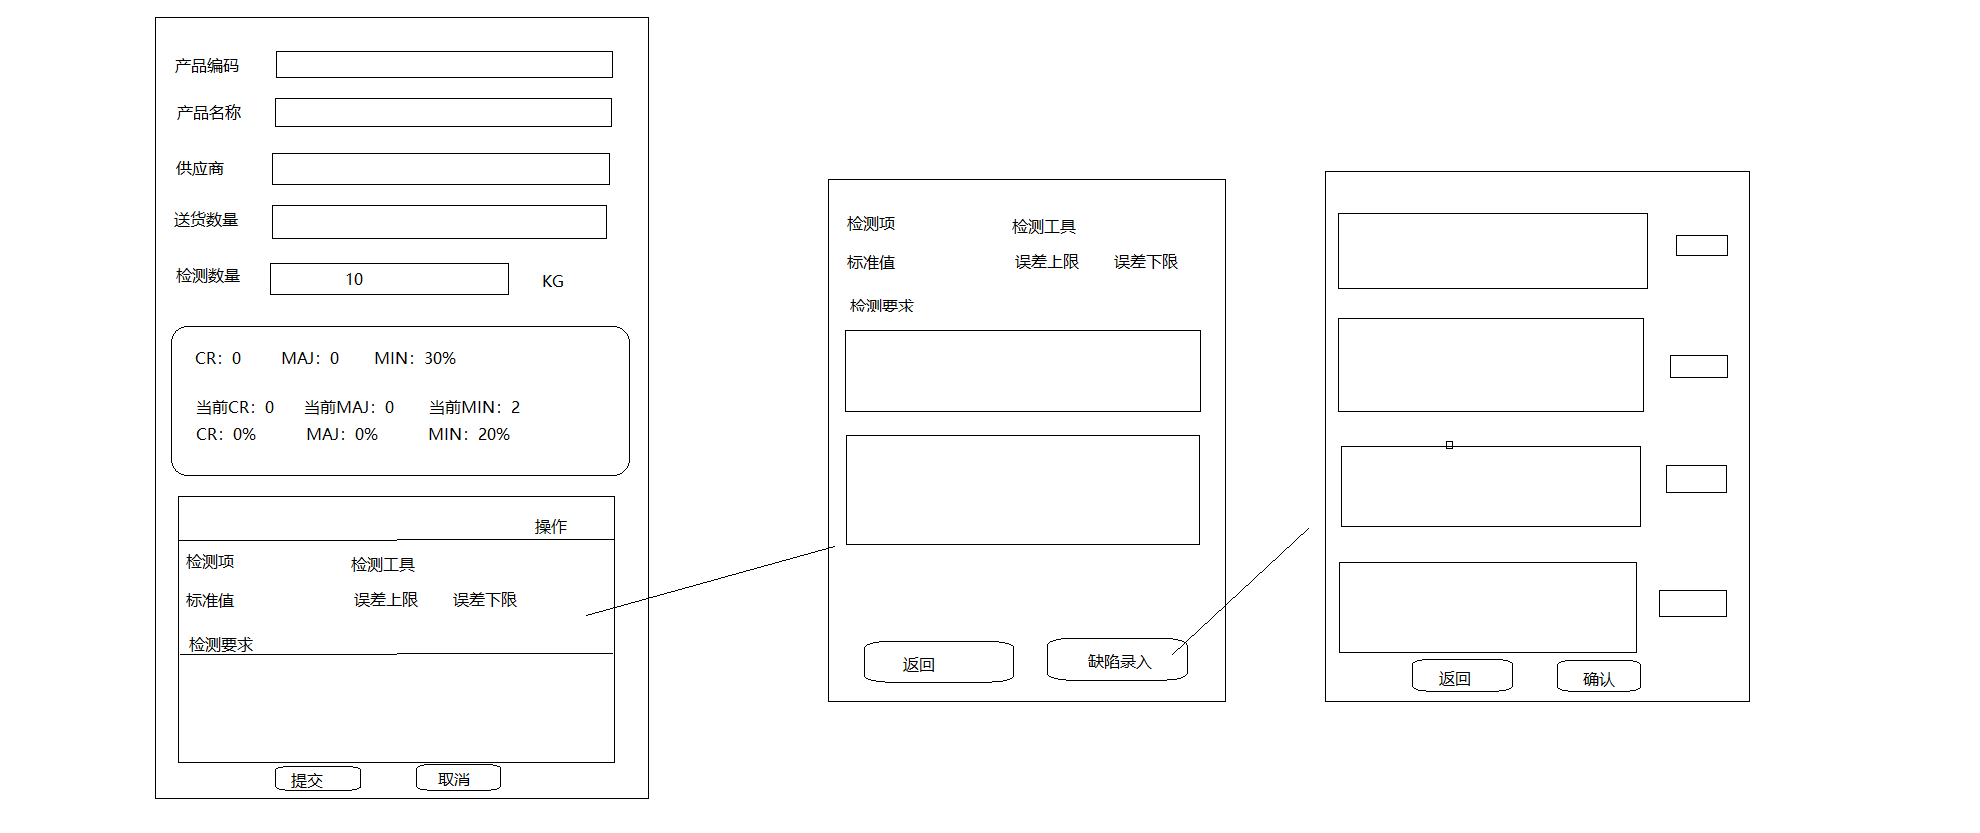 产品编码
产品名称
供应商
送货数量
检测数量 10 KG
CR：0 MAJ：0 MIN：30%
当前CR：0 当前MAJ：0 当前MIN：2
CR：0% MAJ：0% MIN：20%
操作
检测项 检测工具
标准值 误差上限 误差下限
检测要求
提交 取消
检测项 检测工具
标准值 误差上限 误差下限
检测要求
返回 缺陷录入
返回 确认